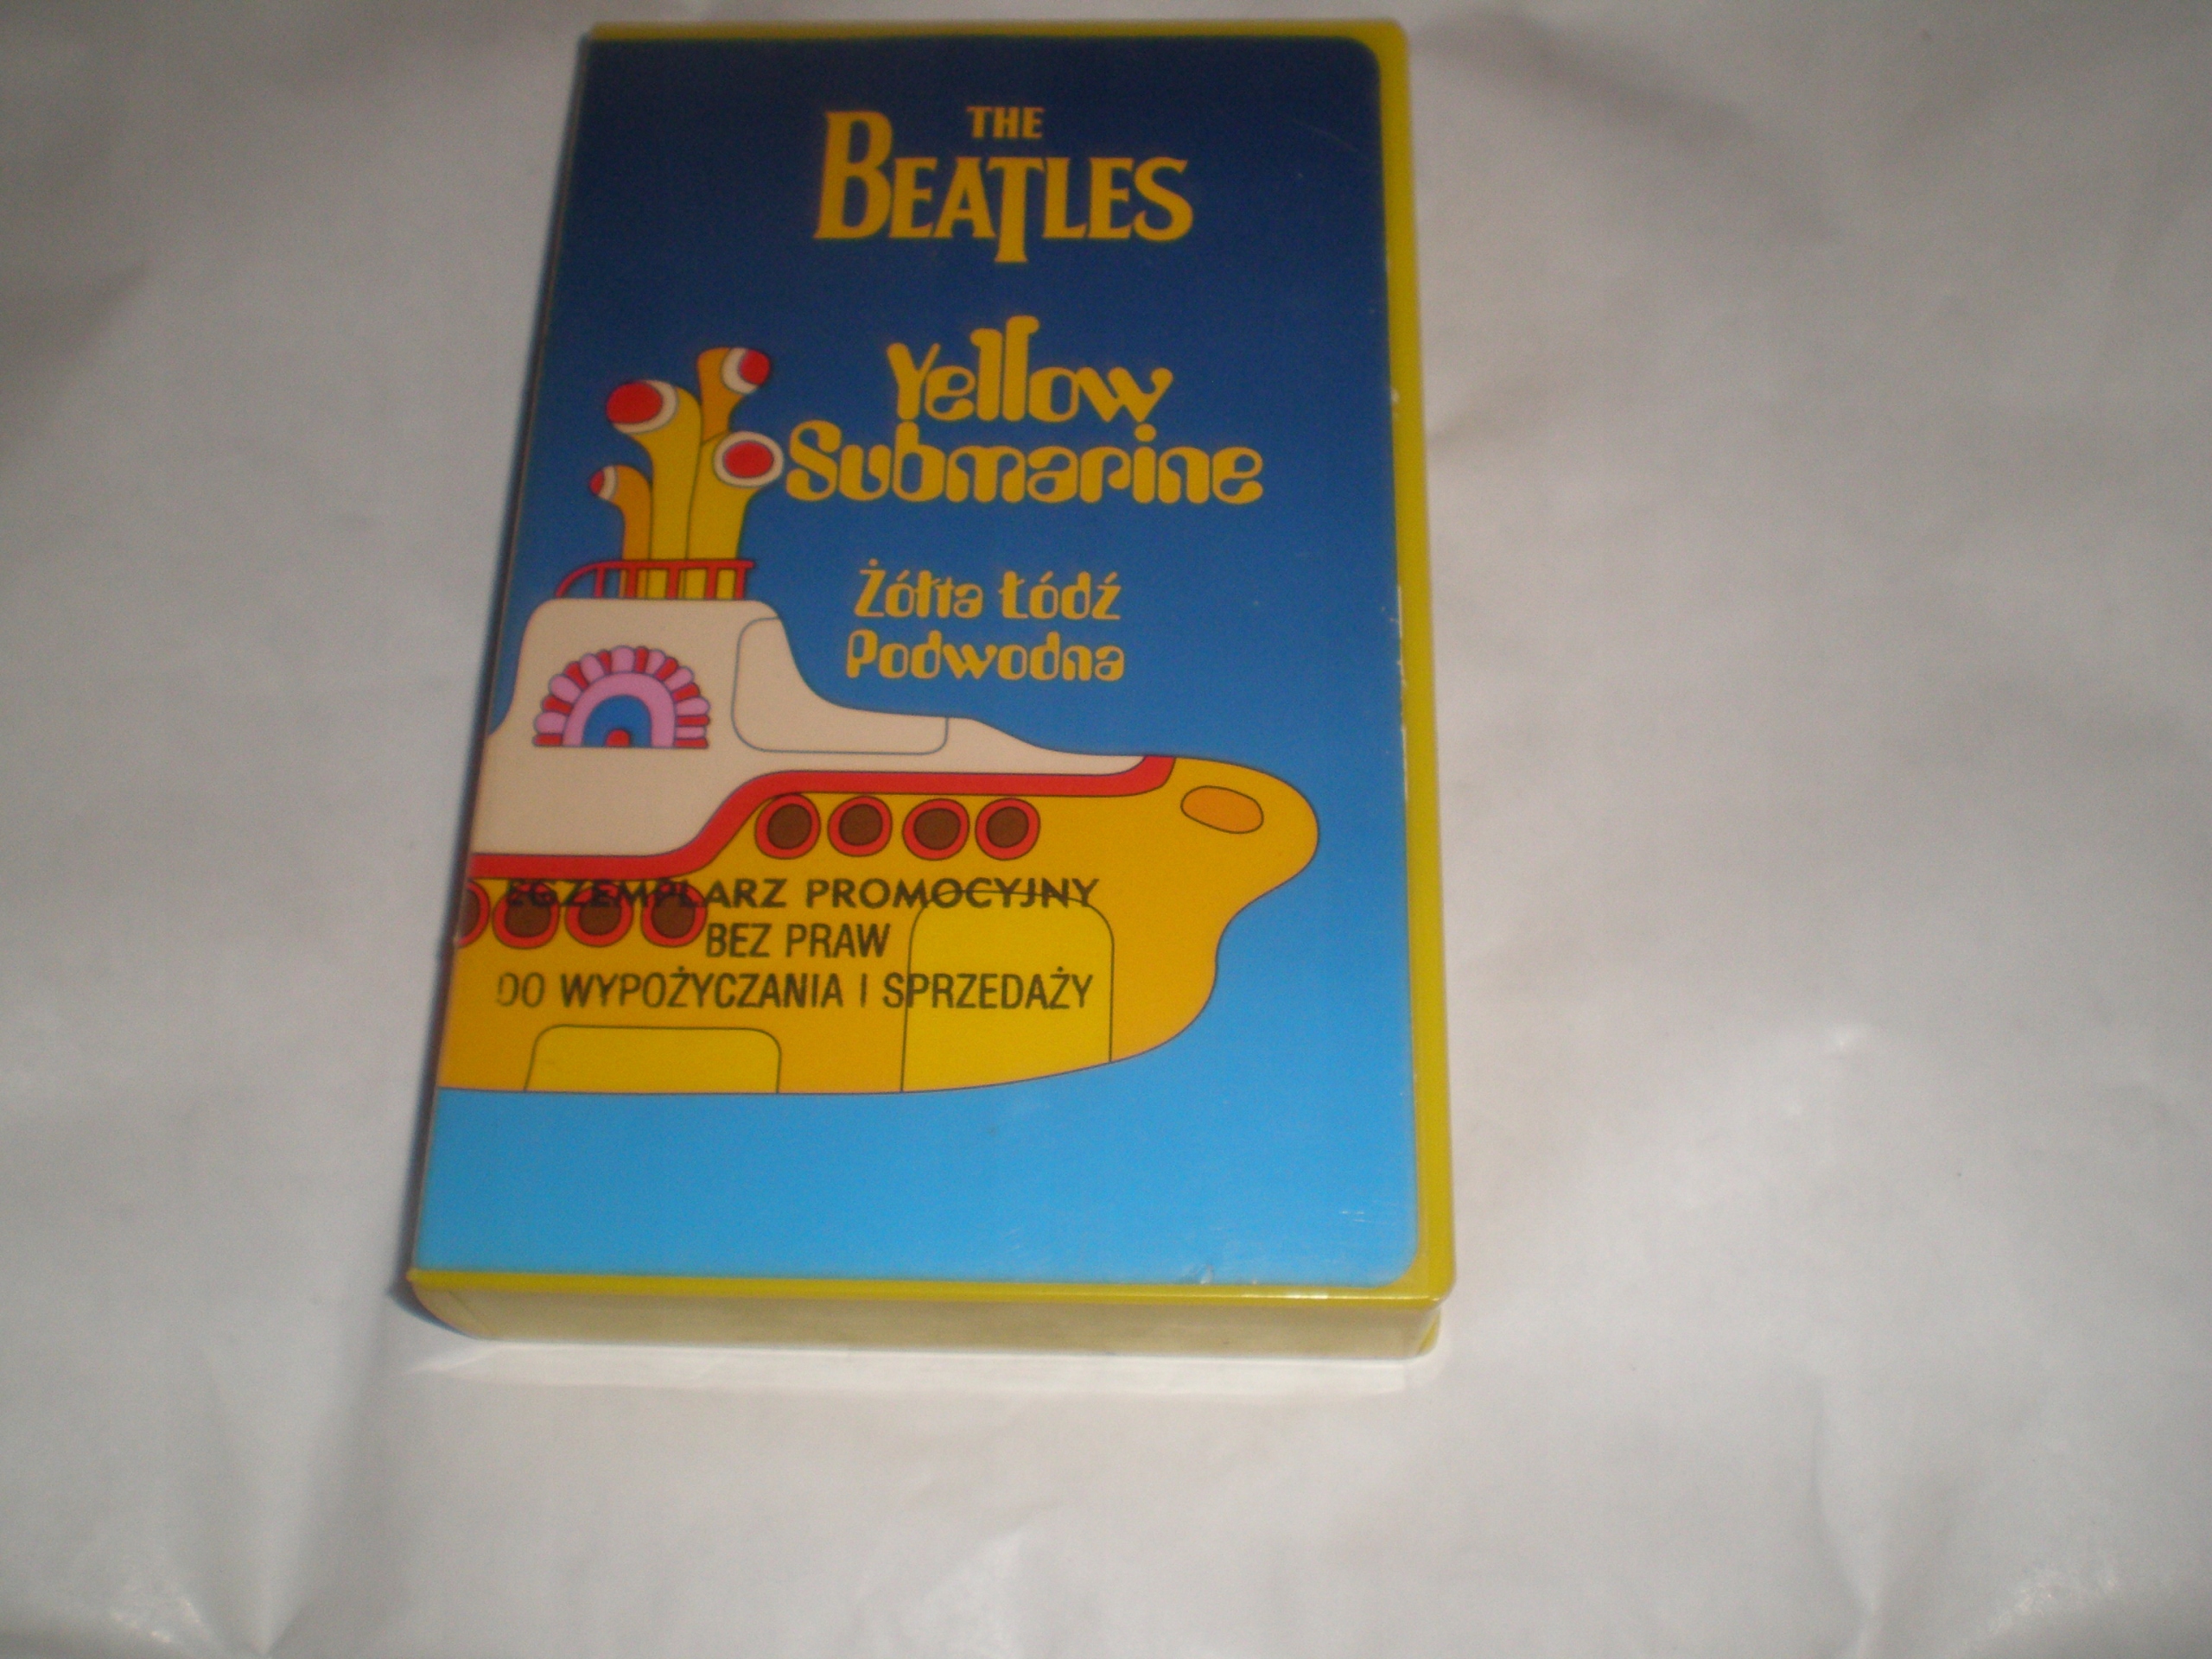 THE
BEATLES
Yellow
Submarine
Żółta Łódź
Podwodna
EGZEMPLARZ PROMOCYJNY
BEZ PRAW
DO WYPOŻYCZANIA I SPRZEDAŻY